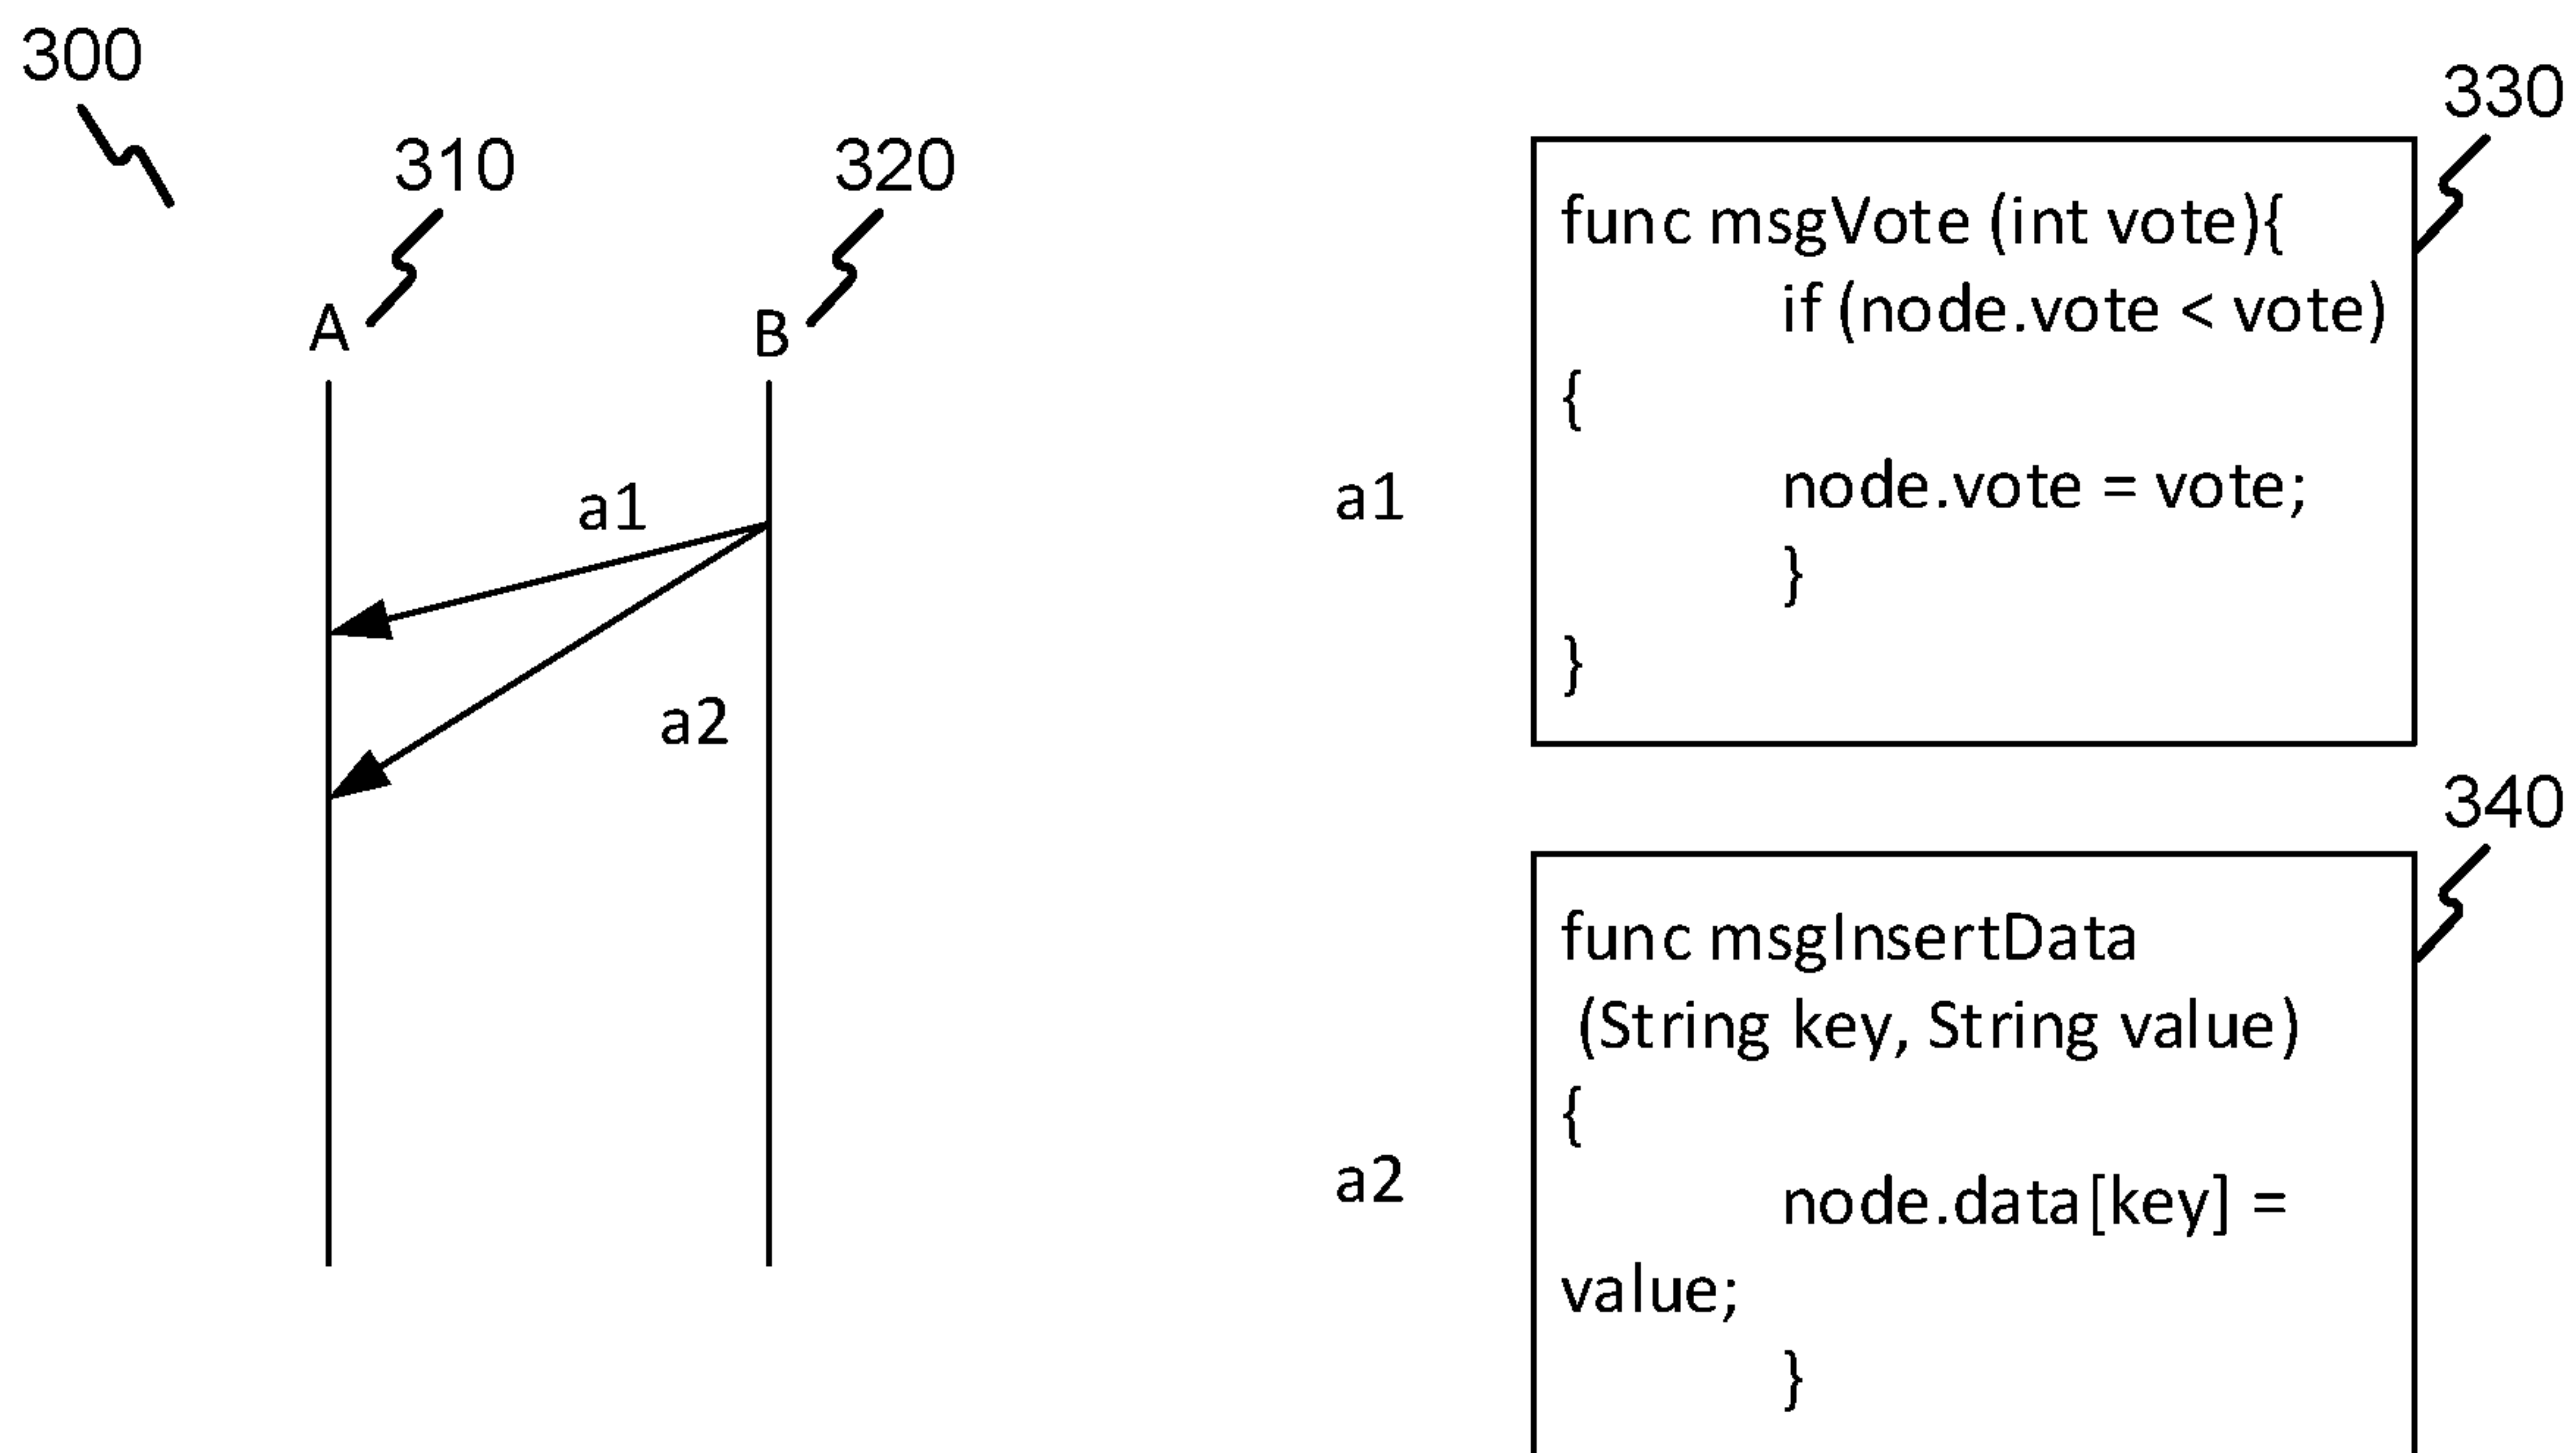 300
310
320
A
B
a1
a2
330
a1
func msgVote (int vote){
if (node.vote < vote)
{
node.vote = vote;
}
}
340
a2
func msgInsertData
(String key, String value)
{
node.data[key] =
value;
}